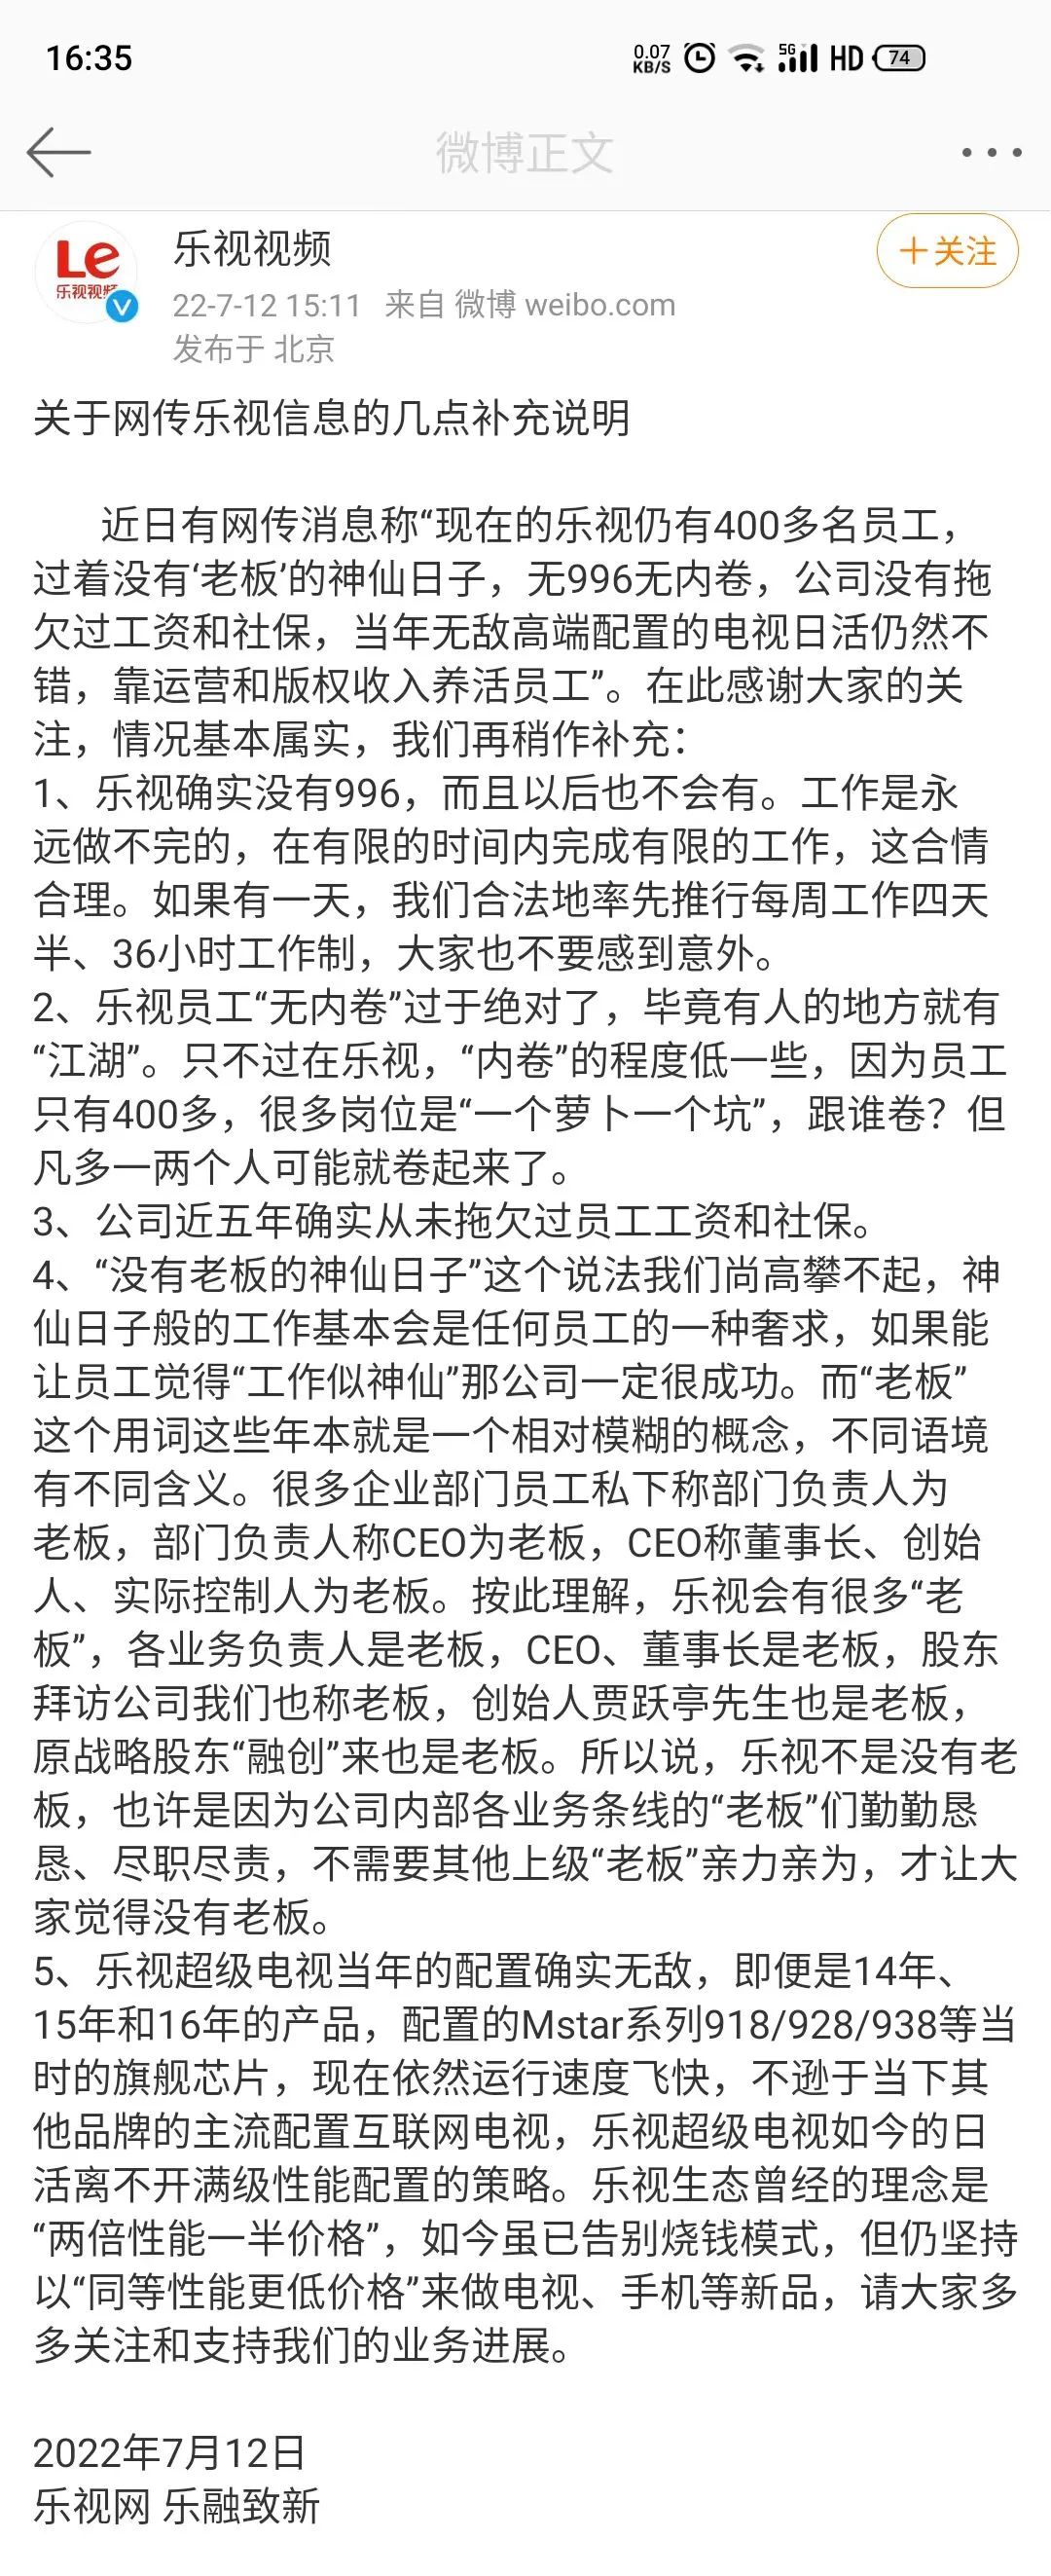 16:35
0.07
KB/S
5G
HD
74
微博正文
Le
乐视视频
乐视视频
+关注
22-7-12 15:11 来自 微博 weibo.com
发布于 北京
关于网传乐视信息的几点补充说明
近日有网传消息称“现在的乐视仍有400多名员工，
过着没有‘老板’的神仙日子，无996无内卷，公司没有拖
欠过工资和社保，当年无敌高端配置的电视日活仍然不
错，靠运营和版权收入养活员工”。在此感谢大家的关
注，情况基本属实，我们再稍作补充：
1、乐视确实没有996，而且以后也不会有。工作是永
远做不完的，在有限的时间内完成有限的工作，这合情
合理。如果有一天，我们合法地率先推行每周工作四天
半、36小时工作制，大家也不要感到意外。
2、乐视员工“无内卷”过于绝对了，毕竟有人的地方就有
“江湖”。只不过在乐视，“内卷”的程度低一些，因为员工
只有400多，很多岗位是“一个萝卜一个坑”，跟谁卷？但
凡多一两个人可能就卷起来了。
3、公司近五年确实从未拖欠过员工工资和社保。
4、“没有老板的神仙日子”这个说法我们尚高攀不起，神
仙日子般的工作基本会是任何员工的一种奢求，如果能
让员工觉得“工作似神仙”那公司一定很成功。而“老板”
这个用词这些年本就是一个相对模糊的概念，不同语境
有不同含义。很多企业部门员工私下称部门负责人为
老板，部门负责人称CEO为老板，CEO称董事长、创始
人、实际控制人为老板。按此理解，乐视会有很多“老
板”，各业务负责人是老板，CEO、董事长是老板，股东
拜访公司我们也称老板，创始人贾跃亭先生也是老板，
原战略股东“融创”来也是老板。所以说，乐视不是没有老
板，也许是因为公司内部各业务条线的“老板”们勤勤恳
恳、尽职尽责，不需要其他上级“老板”亲力亲为，才让大
家觉得没有老板。
5、乐视超级电视当年的配置确实无敌，即便是14年、
15年和16年的产品，配置的Mstar系列918/928/938等当
时的旗舰芯片，现在依然运行速度飞快，不逊于当下其
他品牌的主流配置互联网电视，乐视超级电视如今的日
活离不开满级性能配置的策略。乐视生态曾经的理念是
“两倍性能一半价格”，如今虽已告别烧钱模式，但仍坚持
以“同等性能更低价格”来做电视、手机等新品，请大家多
多关注和支持我们的业务进展。
2022年7月12日
乐视网 乐融致新